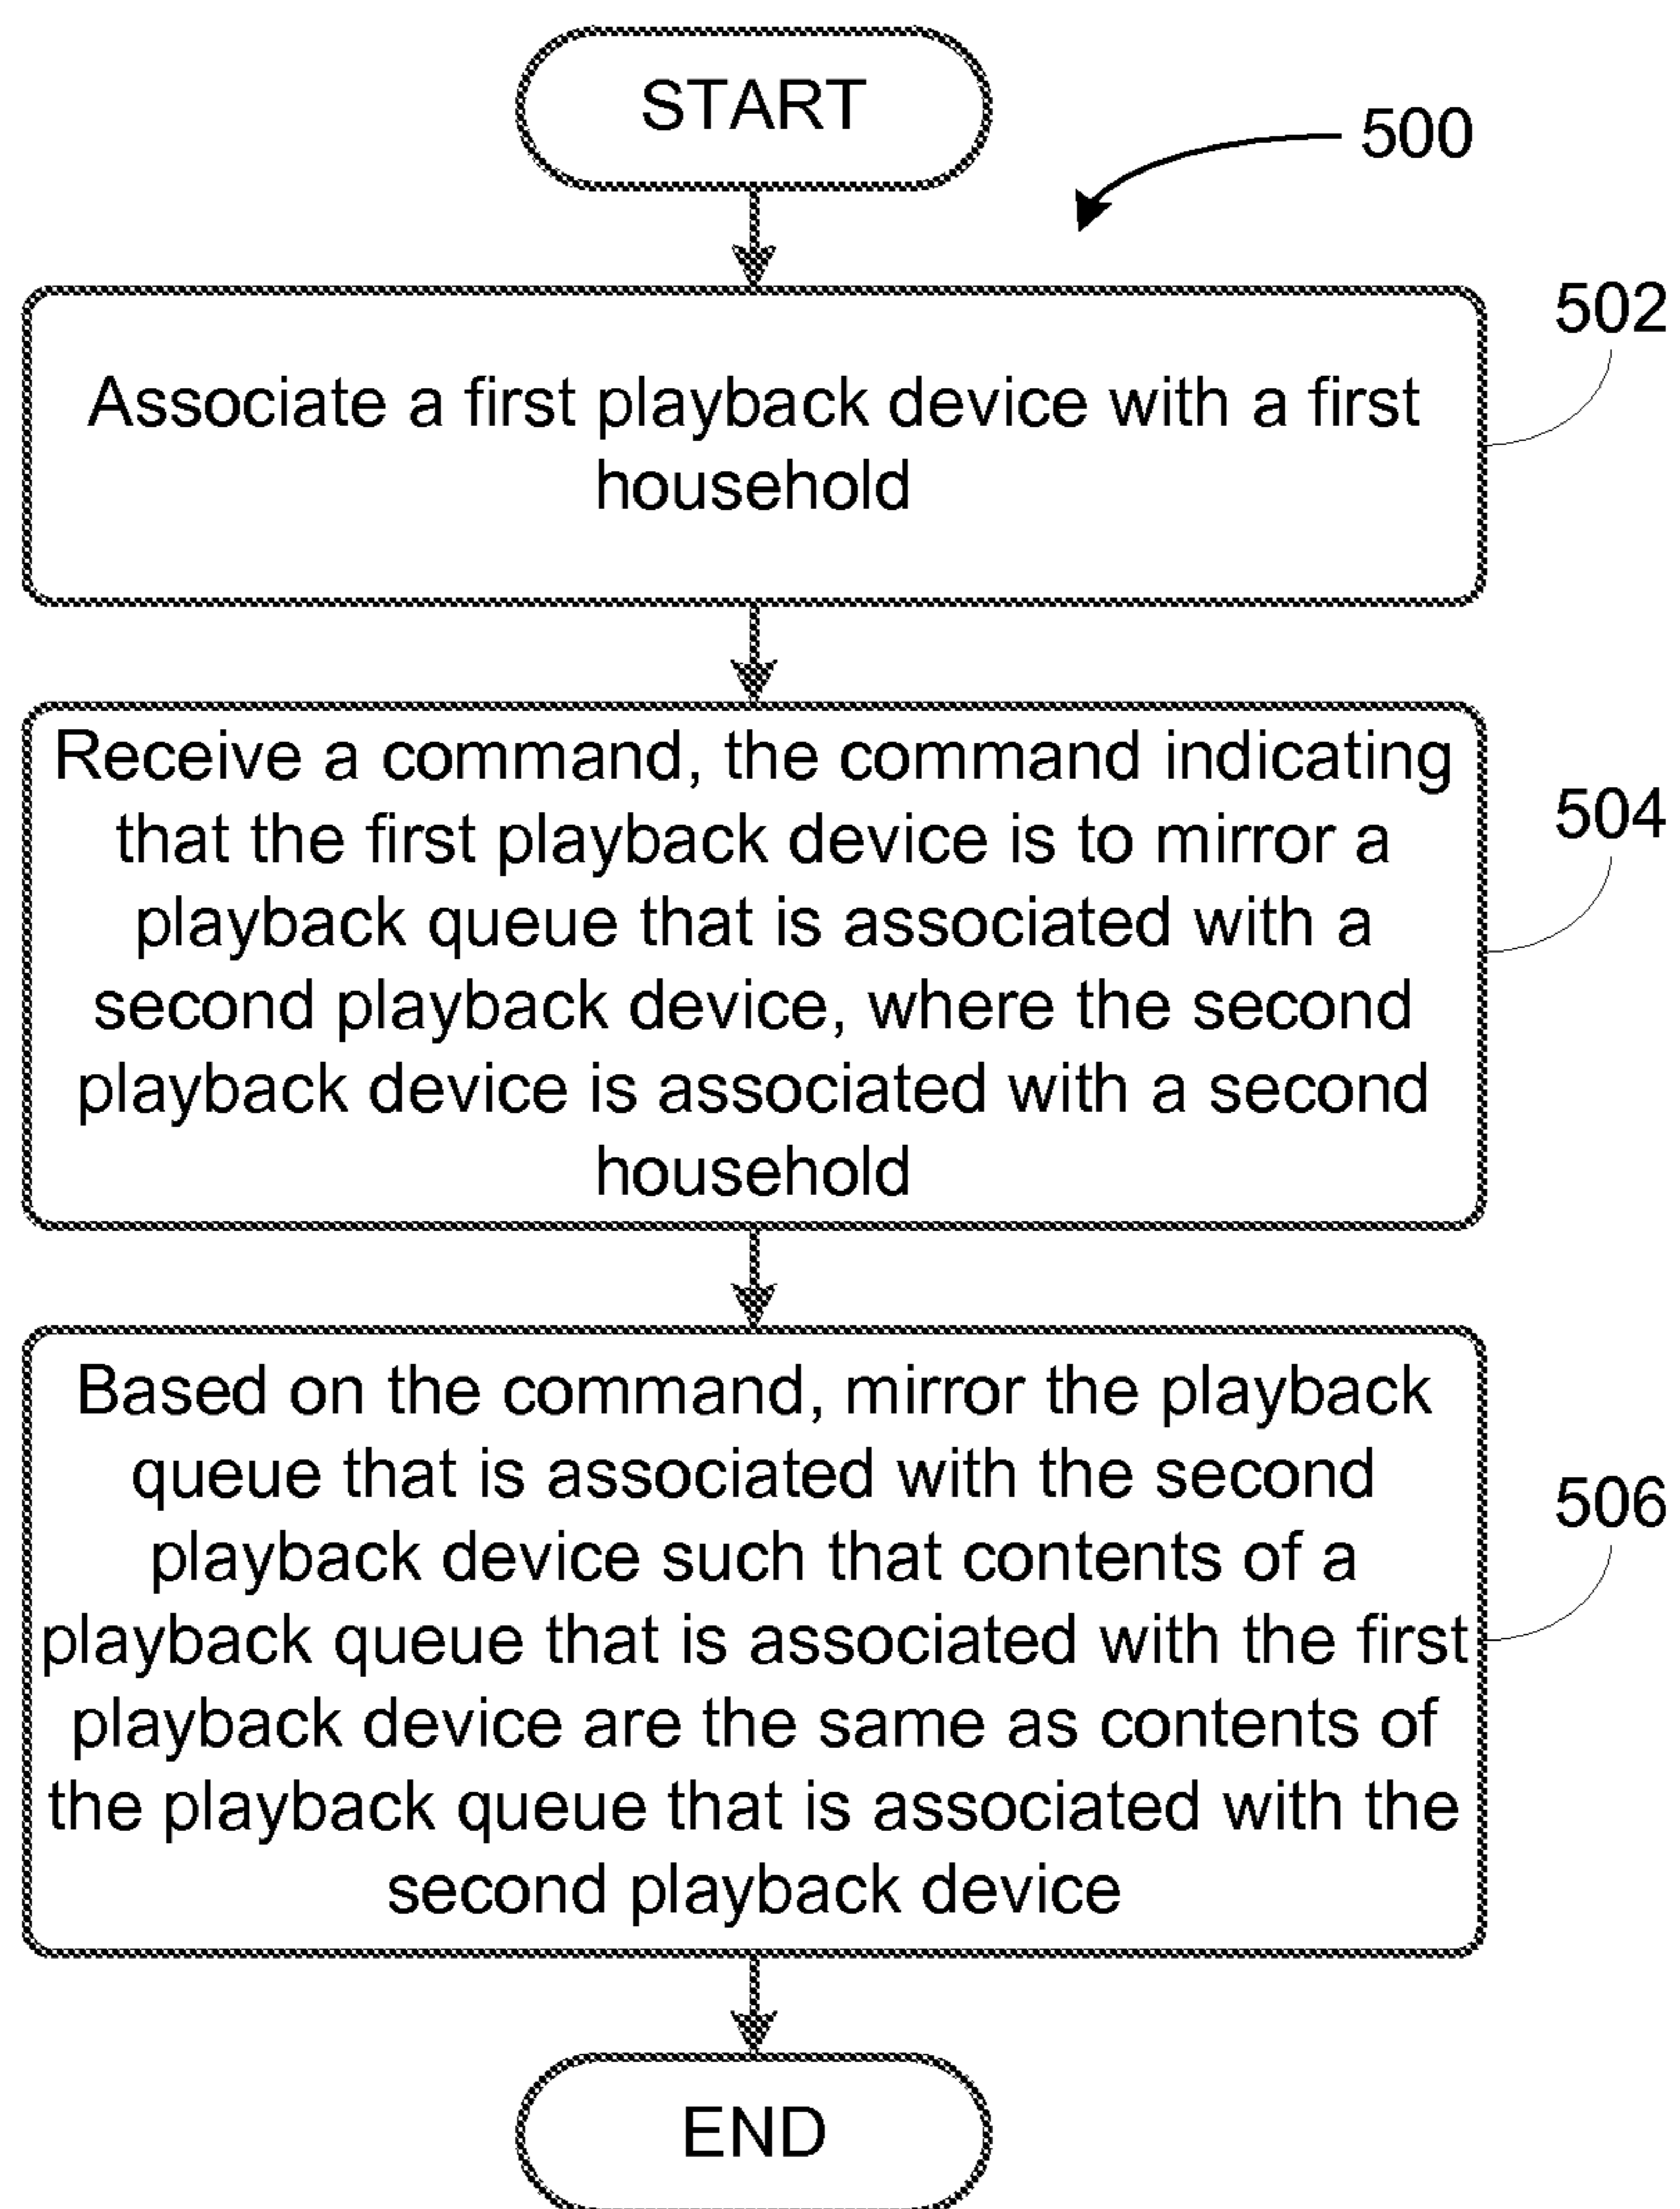 START
500
502
Associate a first playback device with a first
household
Receive a command, the command indicating
that the first playback device is to mirror a
playback queue that is associated with a
second playback device, where the second
playback device is associated with a second
household
504
Based on the command, mirror the playback
queue that is associated with the second
playback device such that contents of a
playback queue that is associated with the first
playback device are the same as contents of
the playback queue that is associated with the
second playback device
506
END